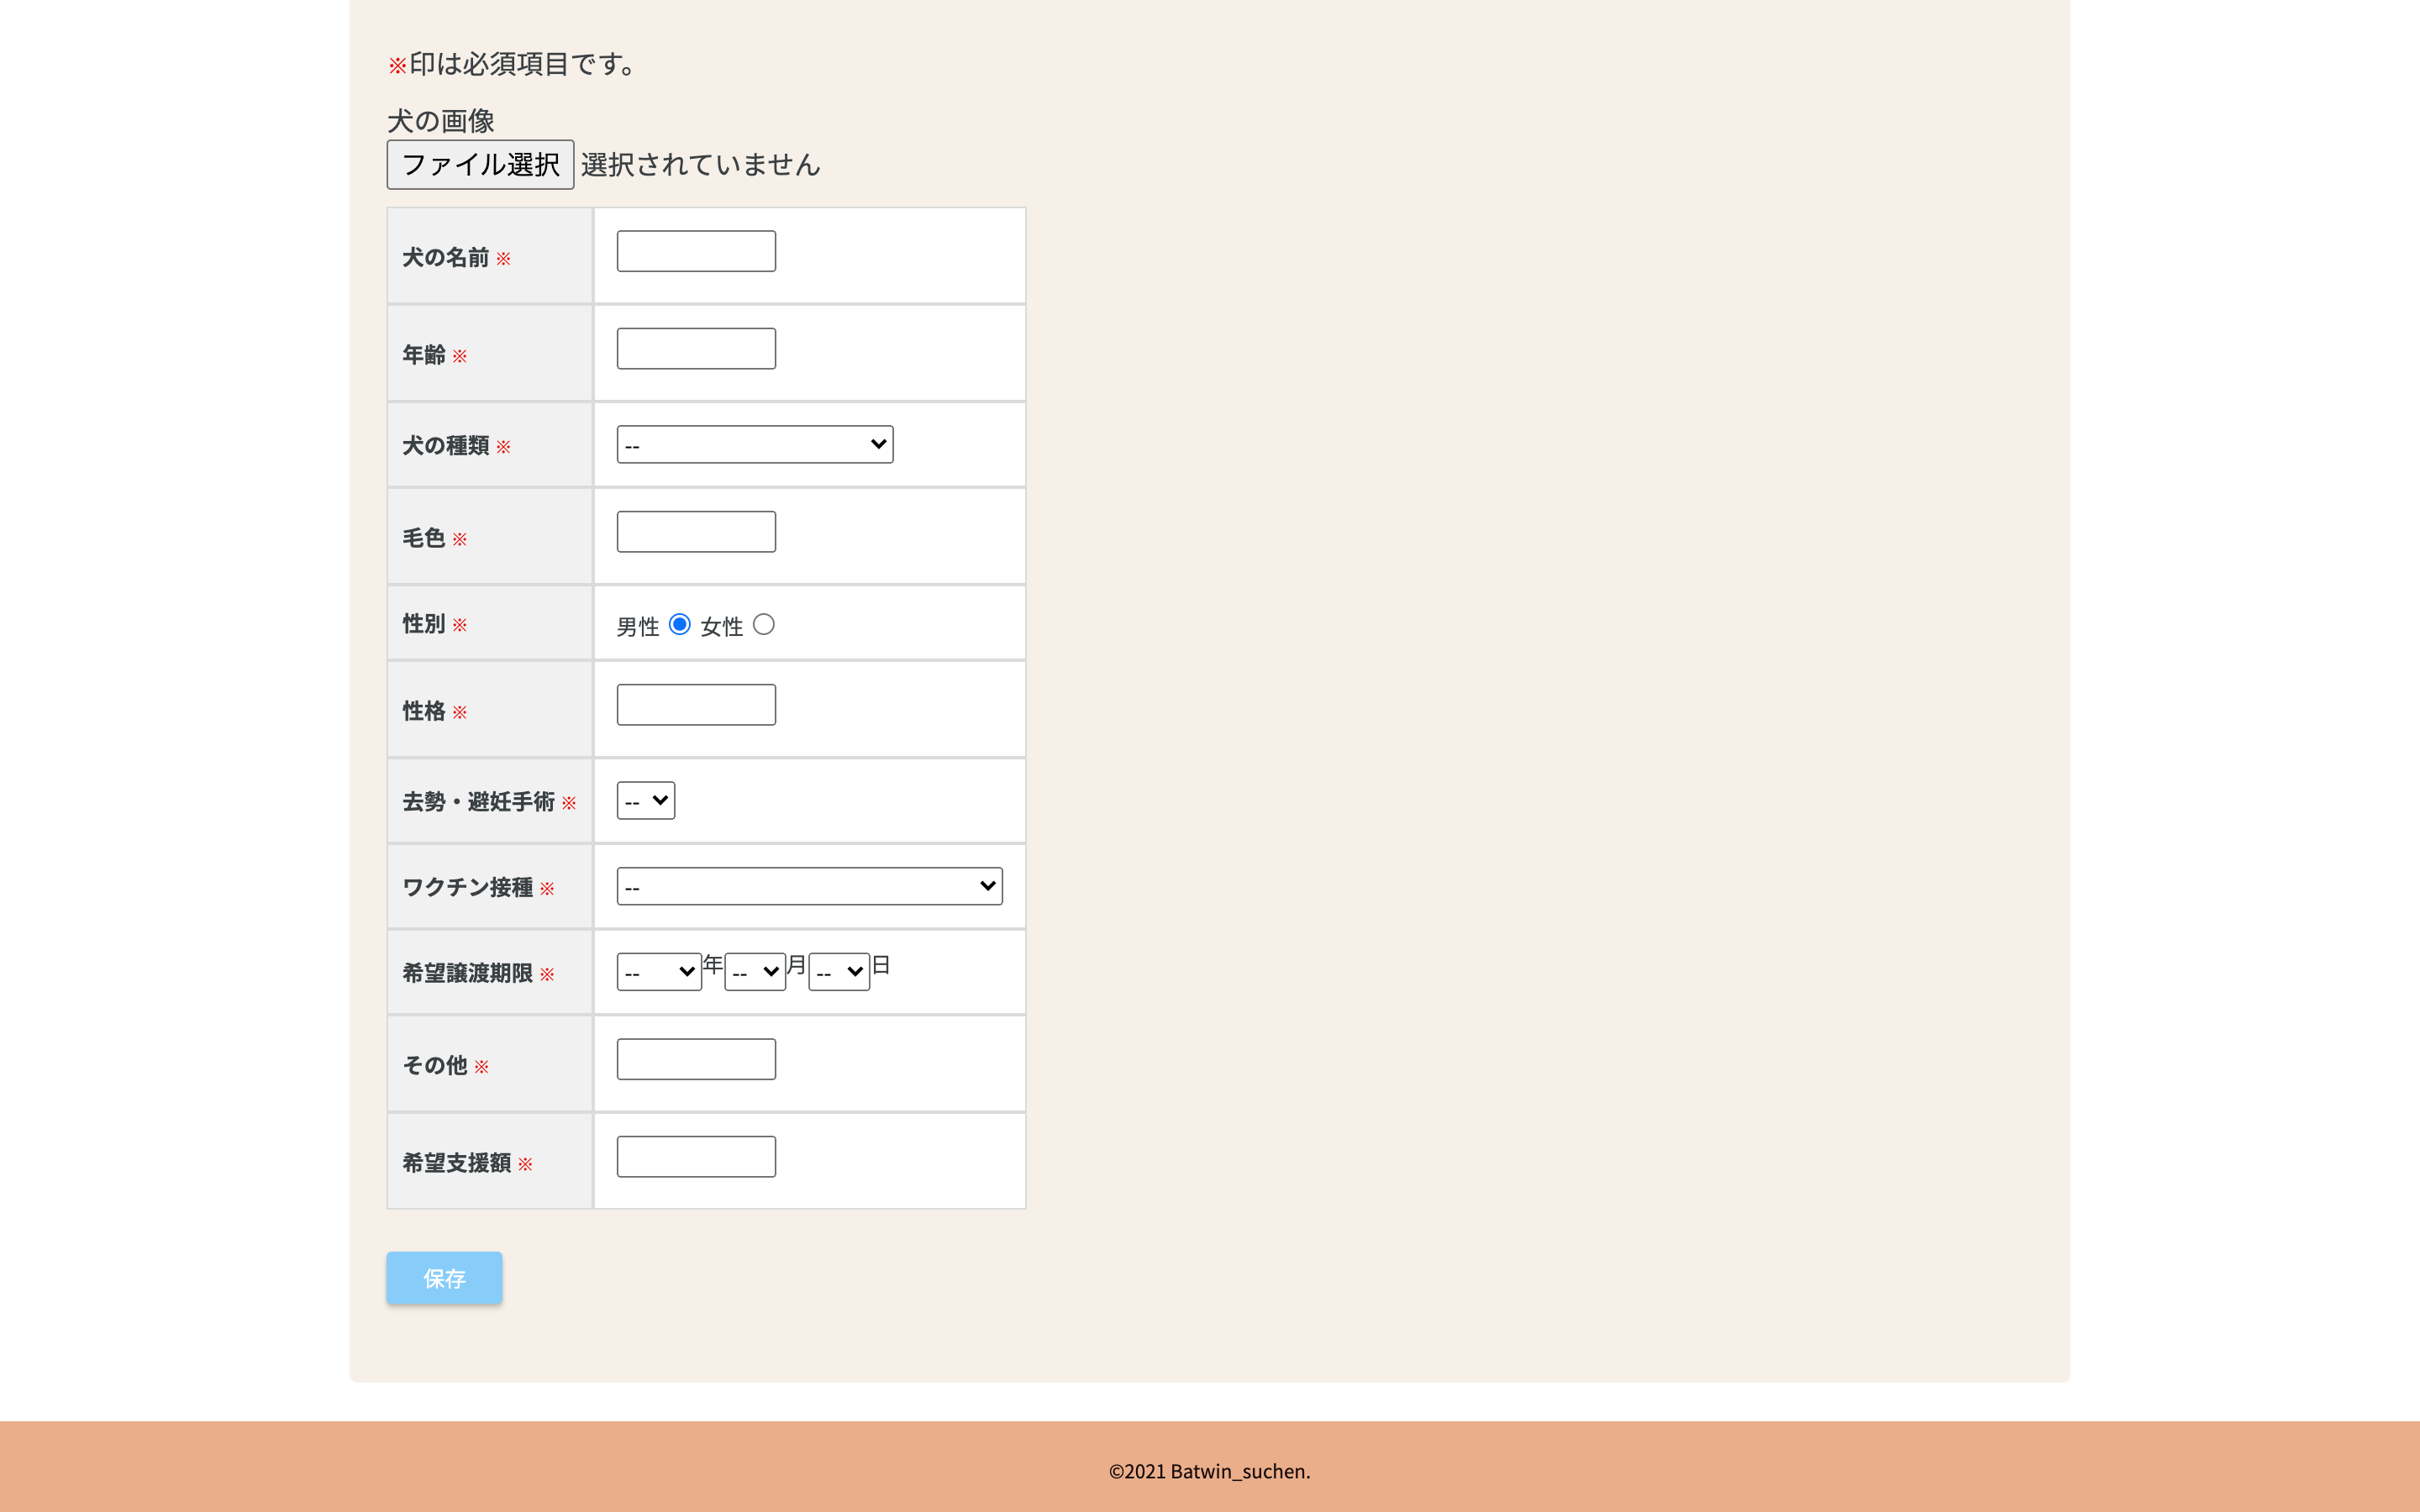 ※印は必須項目です。
犬の画像
ファイル選択 選択されていません
犬の名前 ※
年齢 ※
犬の種類 ※ --
毛色 ※
性別 ※ 男性 女性
性格 ※
去勢・避妊手術 ※ --
ワクチン接種 ※ --
希望譲渡期限 ※ -- 年 -- 月 -- 日
その他 ※
希望支援額 ※
保存
©2021 Batwin_suchen.